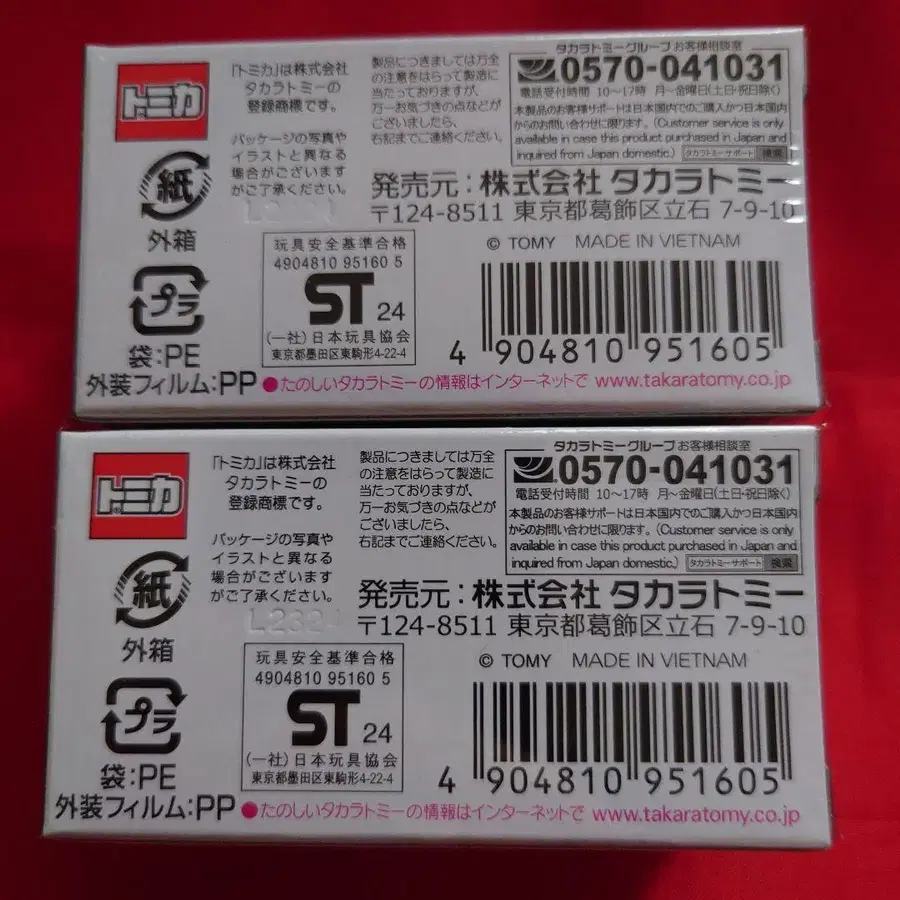 トミカ
「トミカ」は株式会社
タカラトミーの
登録商標です。
パッケージの写真や
イラストと異なる
場合がございます
がご了承ください。
製品につきましては万全
の注意をはらって製造に
当たっておりますが、
万一お気づきの点などが
ございましたら、
右記までご連絡ください。
タカラトミーグループ お客様相談室
0570-041031
電話受付時間 10〜17時 月〜金曜日(土日・祝日除く)
本製品のお客様サポートは日本国内でのご購入かつ日本国内
からのお問い合わせに限ります。(Customer service is only
available in case this product purchased in Japan and
inquired from Japan domestic.) タカラトミーサポート 検索
発売元：株式会社 タカラトミー
〒124-8511 東京都葛飾区立石 7-9-10
紙
外箱
プラ
袋：PE
外装フィルム：PP
玩具安全基準合格
4904810 95160 5
ST 24
(一社)日本玩具協会
東京都墨田区東駒形4-22-4
© TOMY MADE IN VIETNAM
4 904810 951605
●たのしいタカラトミーの情報はインターネットで www.takaratomy.co.jp
トミカ
「トミカ」は株式会社
タカラトミーの
登録商標です。
パッケージの写真や
イラストと異なる
場合がございます
がご了承ください。
製品につきましては万全
の注意をはらって製造に
当たっておりますが、
万一お気づきの点などが
ございましたら、
右記までご連絡ください。
タカラトミーグループ お客様相談室
0570-041031
電話受付時間 10〜17時 月〜金曜日(土日・祝日除く)
本製品のお客様サポートは日本国内でのご購入かつ日本国内
からのお問い合わせに限ります。(Customer service is only
available in case this product purchased in Japan and
inquired from Japan domestic.) タカラトミーサポート 検索
発売元：株式会社 タカラトミー
〒124-8511 東京都葛飾区立石 7-9-10
紙
外箱
プラ
袋：PE
外装フィルム：PP
玩具安全基準合格
4904810 95160 5
ST 24
(一社)日本玩具協会
東京都墨田区東駒形4-22-4
© TOMY MADE IN VIETNAM
4 904810 951605
●たのしいタカラトミーの情報はインターネットで www.takaratomy.co.jp